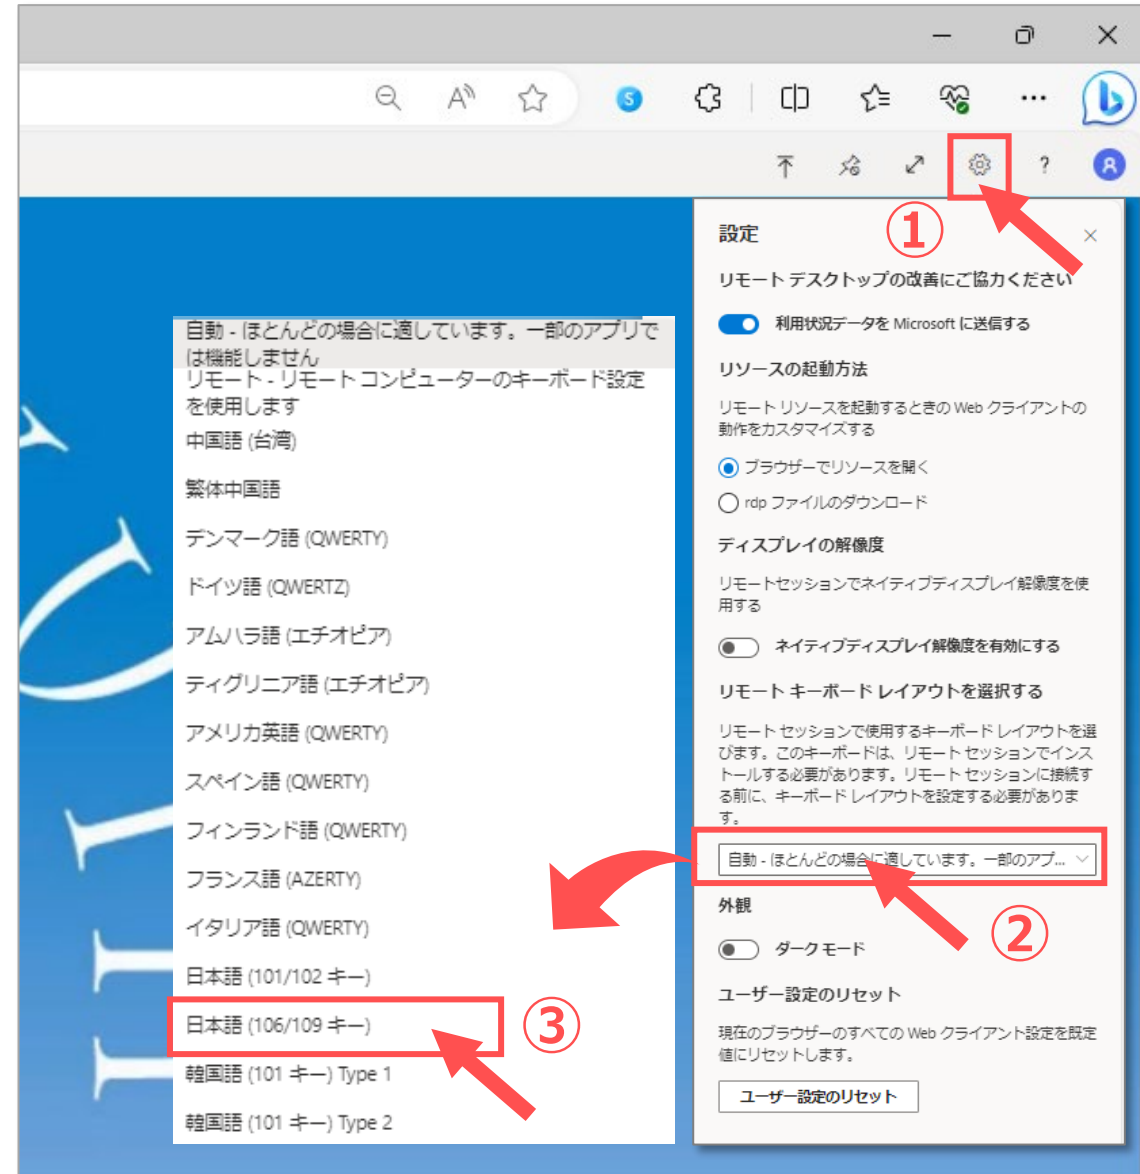 S
?
①
設定
リモート デスクトップの改善にご協力ください
利用状況データを Microsoft に送信する
リソースの起動方法
リモート リソースを起動するときの Web クライアントの
動作をカスタマイズする
ブラウザーでリソースを開く
rdp ファイルのダウンロード
ディスプレイの解像度
リモートセッションでネイティブディスプレイ解像度を使
用する
ネイティブディスプレイ解像度を有効にする
リモート キーボード レイアウトを選択する
リモート セッションで使用するキーボード レイアウトを選
びます。このキーボードは、リモート セッションでインス
トールする必要があります。リモート セッションに接続す
る前に、キーボード レイアウトを設定する必要がありま
す。
自動 - ほとんどの場合に適しています。一部のアプ...
②
外観
ダーク モード
ユーザー設定のリセット
現在のブラウザーのすべての Web クライアント設定を既定
値にリセットします。
ユーザー設定のリセット
自動 - ほとんどの場合に適しています。一部のアプリで
は機能しません
リモート - リモート コンピューターのキーボード設定
を使用します
中国語 (台湾)
繁体中国語
デンマーク語 (QWERTY)
ドイツ語 (QWERTZ)
アムハラ語 (エチオピア)
ティグリニア語 (エチオピア)
アメリカ英語 (QWERTY)
スペイン語 (QWERTY)
フィンランド語 (QWERTY)
フランス語 (AZERTY)
イタリア語 (QWERTY)
日本語 (101/102 キー)
日本語 (106/109 キー)
③
韓国語 (101 キー) Type 1
韓国語 (101 キー) Type 2